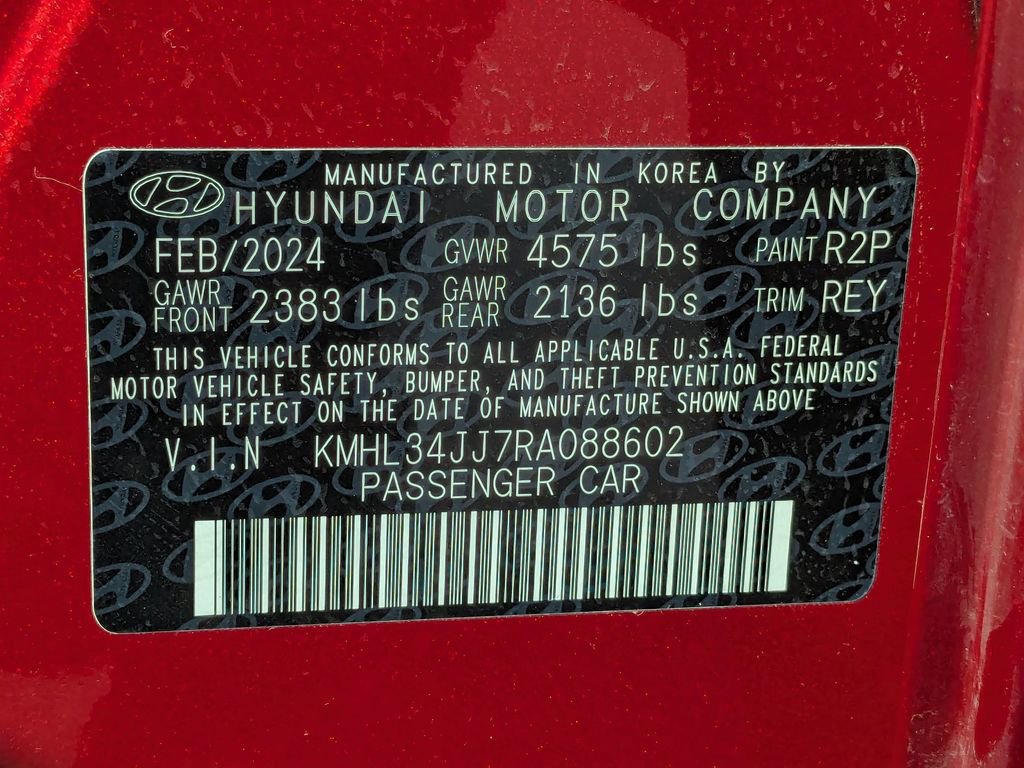 MANUFACTURED IN KOREA BY
HYUNDAI MOTOR COMPANY
FEB/2024 GVWR 4575 lbs PAINT R2P
GAWR FRONT 2383 lbs GAWR REAR 2136 lbs TRIM REY
THIS VEHICLE CONFORMS TO ALL APPLICABLE U.S.A. FEDERAL
MOTOR VEHICLE SAFETY, BUMPER, AND THEFT PREVENTION STANDARDS
IN EFFECT ON THE DATE OF MANUFACTURE SHOWN ABOVE
V.I.N KMHL34JJ7RA088602
PASSENGER CAR